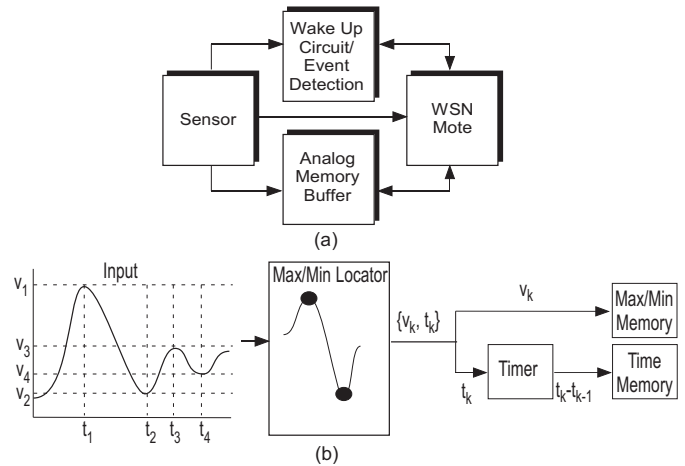 Wake Up
Circuit/
Event
Detection
Sensor
WSN
Mote
Analog
Memory
Buffer
(a)
Input
v1
v3
v4
v2
t1
t2
t3
t4
Max/Min Locator
{vk, tk}
vk
Max/Min
Memory
tk
Timer
tk-tk-1
Time
Memory
(b)